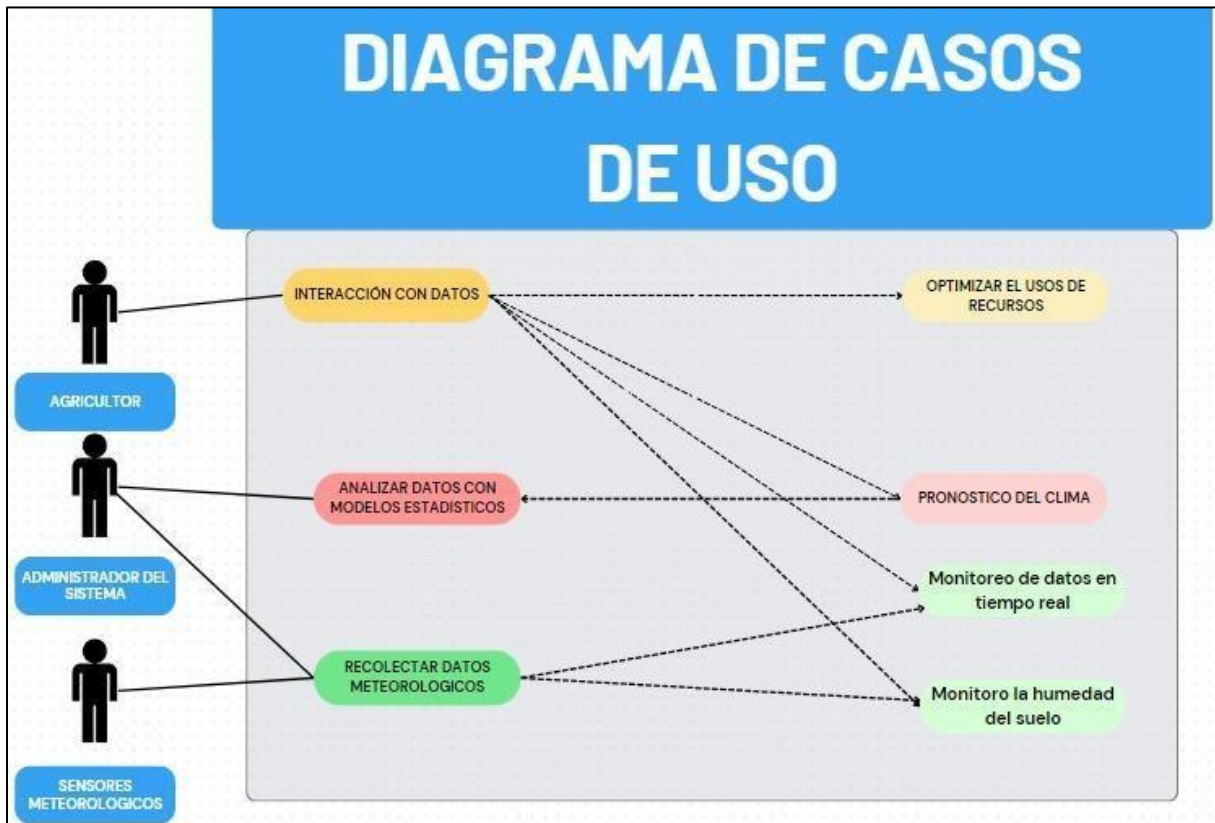 DIAGRAMA DE CASOS
DE USO
INTERACCIÓN CON DATOS
OPTIMIZAR EL USOS DE
RECURSOS
AGRICULTOR
ANALIZAR DATOS CON
MODELOS ESTADISTICOS
PRONOSTICO DEL CLIMA
ADMINISTRADOR DEL
SISTEMA
Monitoreo de datos en
tiempo real
RECOLECTAR DATOS
METEOROLOGICOS
Monitoro la humedad
del suelo
SENSORES
METEOROLOGICOS